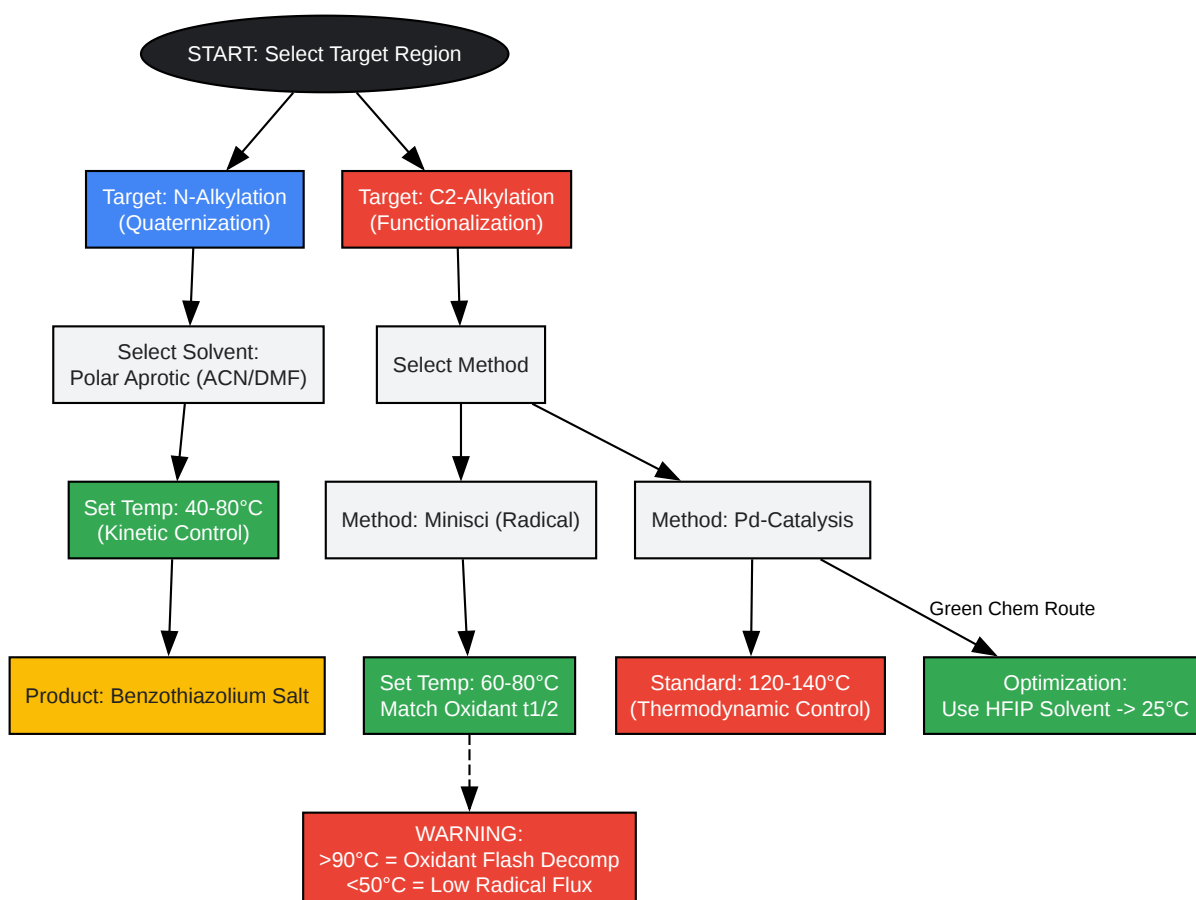 START: Select Target Region
Target: N-Alkylation
(Quaternization)
Target: C2-Alkylation
(Functionalization)
Select Solvent:
Polar Aprotic (ACN/DMF)
Select Method
Set Temp: 40-80°C
(Kinetic Control)
Method: Minisci (Radical)
Method: Pd-Catalysis
Green Chem Route
Product: Benzothiazolium Salt
Set Temp: 60-80°C
Match Oxidant t1/2
Standard: 120-140°C
(Thermodynamic Control)
Optimization:
Use HFIP Solvent -> 25°C
WARNING:
>90°C = Oxidant Flash Decomp
<50°C = Low Radical Flux